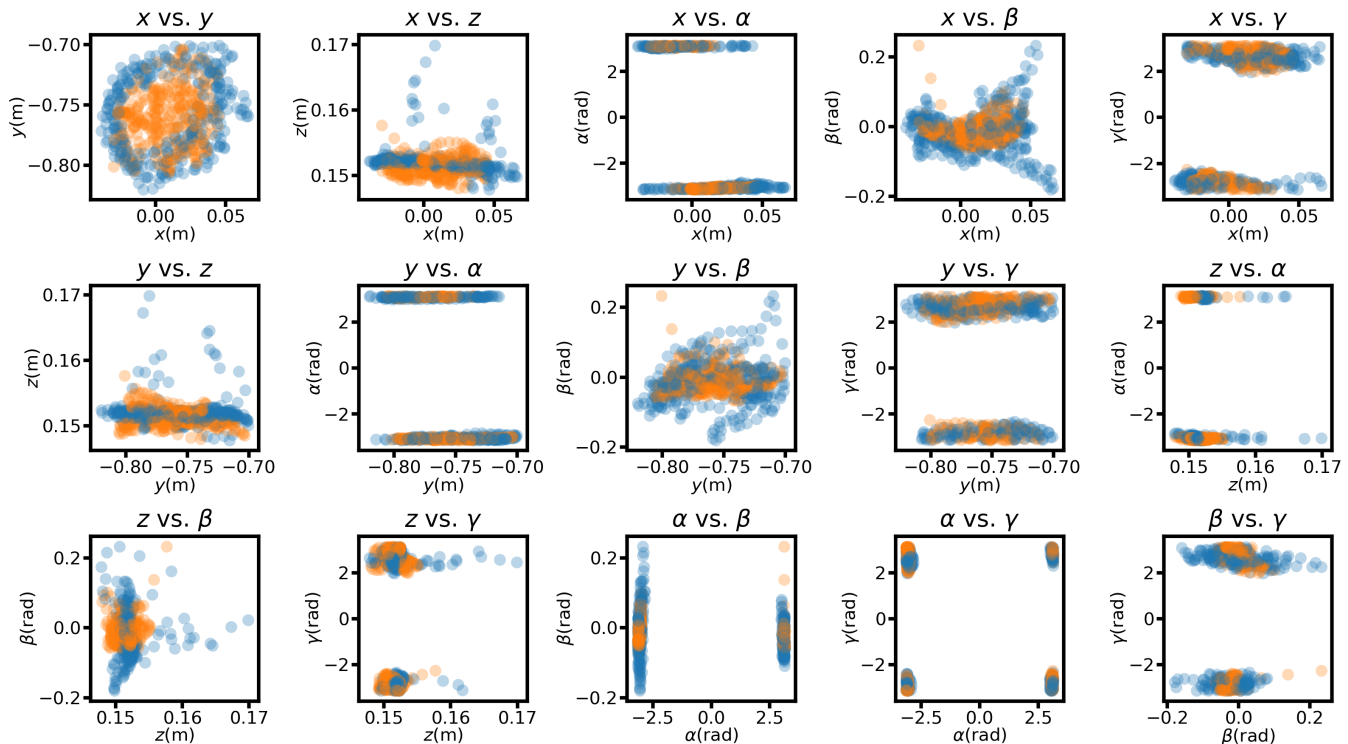 x vs. y
x vs. z
x vs. α
x vs. β
x vs. γ
−0.70
−0.75
−0.80
y(m)
0.00 0.05
x(m)
0.17
0.16
0.15
z(m)
0.00 0.05
x(m)
2
0
−2
α(rad)
0.00 0.05
x(m)
0.2
0.0
−0.2
β(rad)
0.00 0.05
x(m)
2
0
−2
γ(rad)
0.00 0.05
x(m)
y vs. z
y vs. α
y vs. β
y vs. γ
z vs. α
0.17
0.16
0.15
z(m)
−0.80 −0.75 −0.70
y(m)
2
0
−2
α(rad)
−0.80 −0.75 −0.70
y(m)
0.2
0.0
−0.2
β(rad)
−0.80 −0.75 −0.70
y(m)
2
0
−2
γ(rad)
−0.80 −0.75 −0.70
y(m)
2
0
−2
α(rad)
0.15 0.16 0.17
z(m)
z vs. β
z vs. γ
α vs. β
α vs. γ
β vs. γ
0.2
0.0
−0.2
β(rad)
0.15 0.16 0.17
z(m)
2
0
−2
γ(rad)
0.15 0.16 0.17
z(m)
0.2
0.0
−0.2
β(rad)
−2.5 0.0 2.5
α(rad)
2
0
−2
γ(rad)
−2.5 0.0 2.5
α(rad)
2
0
−2
γ(rad)
−0.2 0.0 0.2
β(rad)